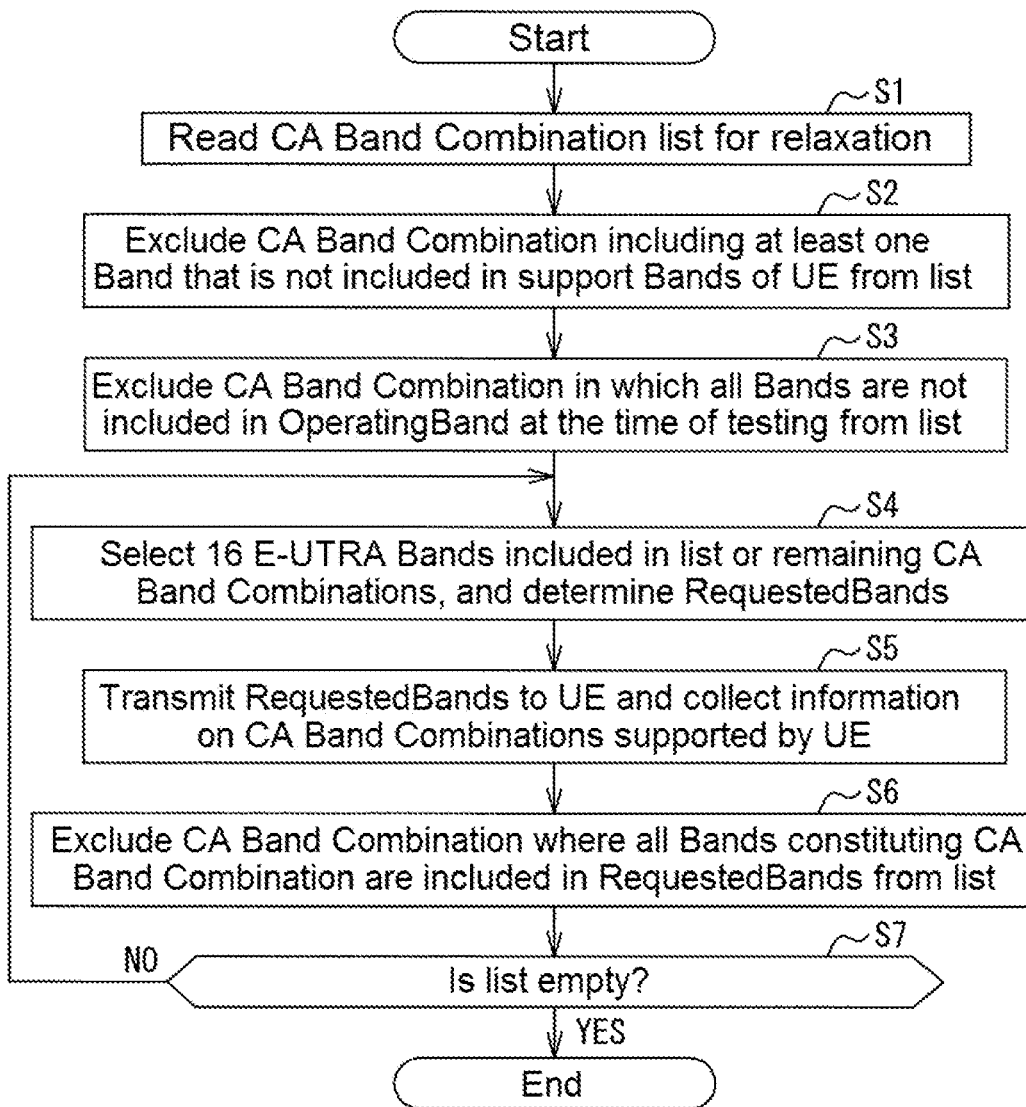 Start
S1
Read CA Band Combination list for relaxation
S2
Exclude CA Band Combination including at least one
Band that is not included in support Bands of UE from list
S3
Exclude CA Band Combination in which all Bands are not
included in OperatingBand at the time of testing from list
S4
Select 16 E-UTRA Bands included in list or remaining CA
Band Combinations, and determine RequestedBands
S5
Transmit RequestedBands to UE and collect information
on CA Band Combinations supported by UE
S6
Exclude CA Band Combination where all Bands constituting CA
Band Combination are included in RequestedBands from list
S7
NO
Is list empty?
YES
End